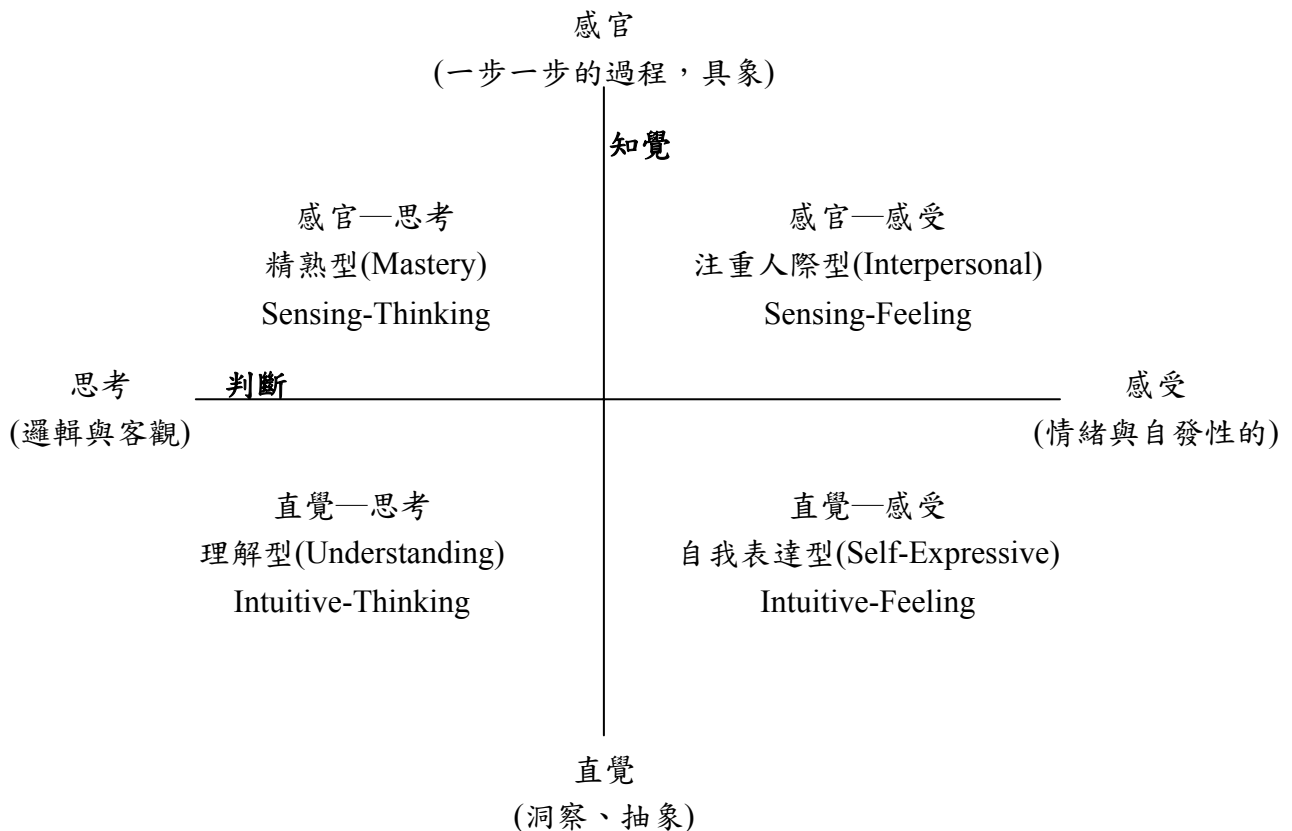 感官
(一步一步的過程，具象)
知覺
感官—思考
精熟型(Mastery)
Sensing-Thinking
感官—感受
注重人際型(Interpersonal)
Sensing-Feeling
思考
(邏輯與客觀)
判斷
感受
(情緒與自發性的)
直覺—思考
理解型(Understanding)
Intuitive-Thinking
直覺—感受
自我表達型(Self-Expressive)
Intuitive-Feeling
直覺
(洞察、抽象)